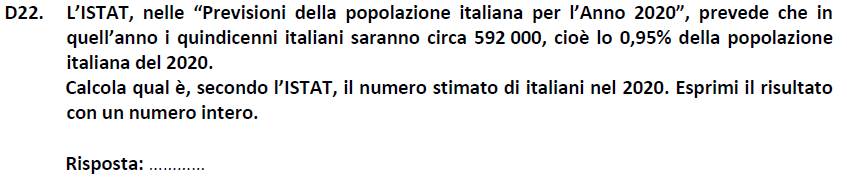 D22. L’ISTAT, nelle “Previsioni della popolazione italiana per l’Anno 2020”, prevede che in
quell’anno i quindicenni italiani saranno circa 592 000, cioè lo 0,95% della popolazione
italiana del 2020.
Calcola qual è, secondo l’ISTAT, il numero stimato di italiani nel 2020. Esprimi il risultato
con un numero intero.
Risposta: …………